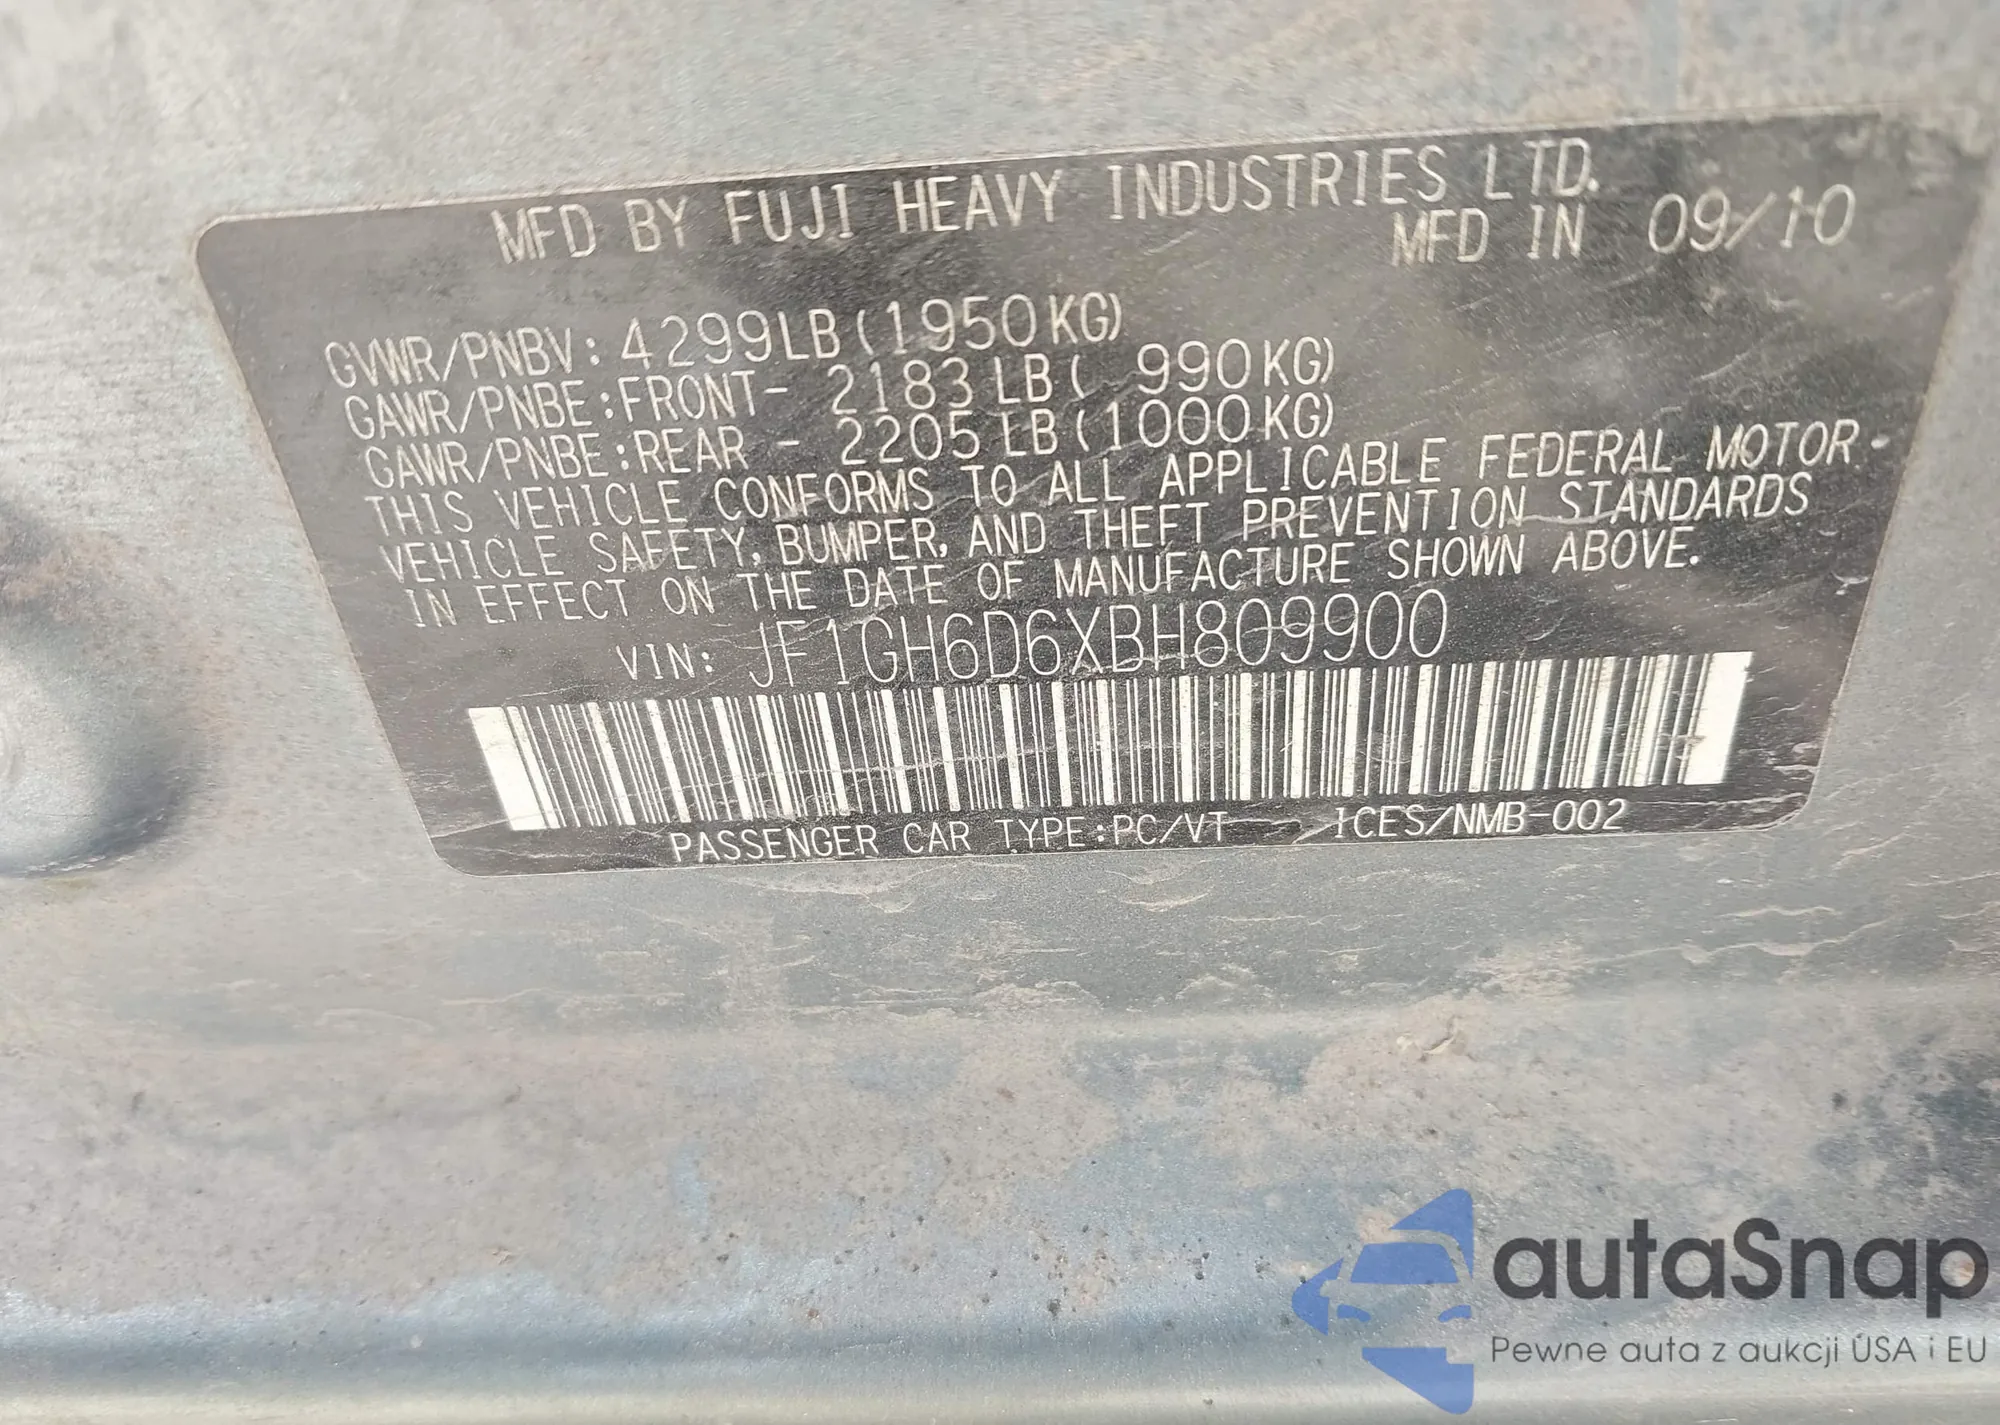 MFD BY FUJI HEAVY INDUSTRIES LTD.
MFD IN 09/10
GVWR/PNBV: 4299LB(1950KG)
GAWR/PNBE:FRONT- 2183LB( 990KG)
GAWR/PNBE:REAR - 2205LB(1000KG)
THIS VEHICLE CONFORMS TO ALL APPLICABLE FEDERAL MOTOR
VEHICLE SAFETY, BUMPER, AND THEFT PREVENTION STANDARDS
IN EFFECT ON THE DATE OF MANUFACTURE SHOWN ABOVE.
VIN: JF1GH6D6XBH809900
PASSENGER CAR TYPE:PC/VT ICES/NMB-002
autaSnap
Pewne auta z aukcji USA i EU